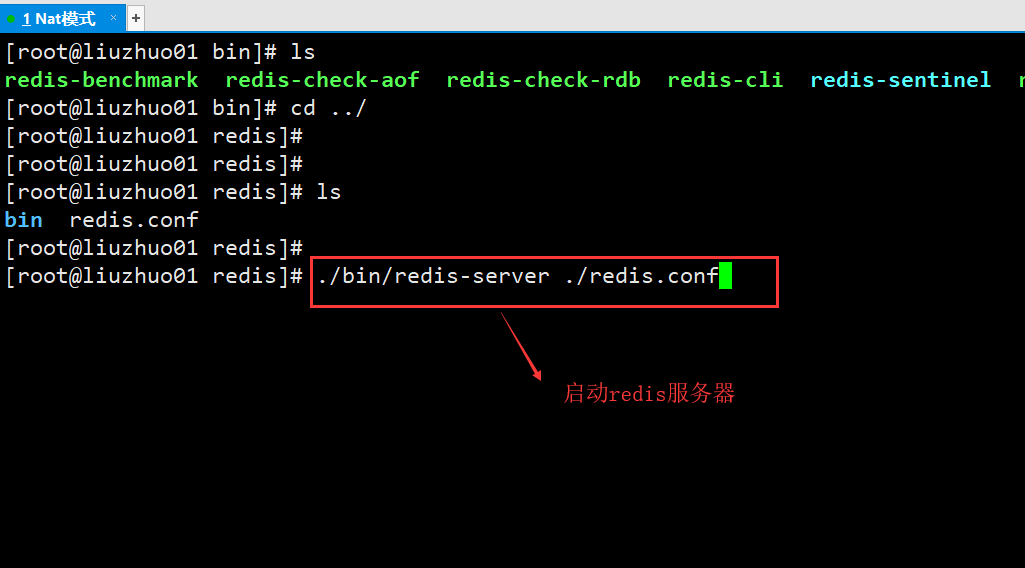 1 Nat模式 × +
[root@liuzhuo01 bin]# ls
redis-benchmark redis-check-aof redis-check-rdb redis-cli redis-sentinel
[root@liuzhuo01 bin]# cd ../
[root@liuzhuo01 redis]#
[root@liuzhuo01 redis]#
[root@liuzhuo01 redis]# ls
bin redis.conf
[root@liuzhuo01 redis]#
[root@liuzhuo01 redis]# ./bin/redis-server ./redis.conf
启动redis服务器